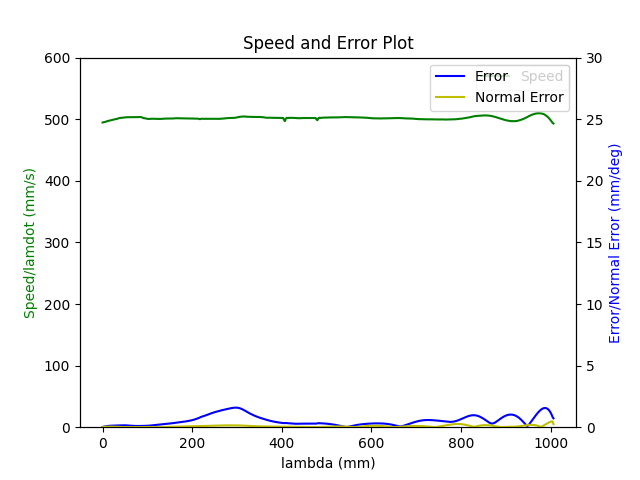 Speed and Error Plot
600
500
400
300
200
100
0
Speed/lamdot (mm/s)
30
25
20
15
10
5
0
Error/Normal Error (mm/deg)
Error
Speed
Normal Error
0
200
400
600
800
1000
lambda (mm)